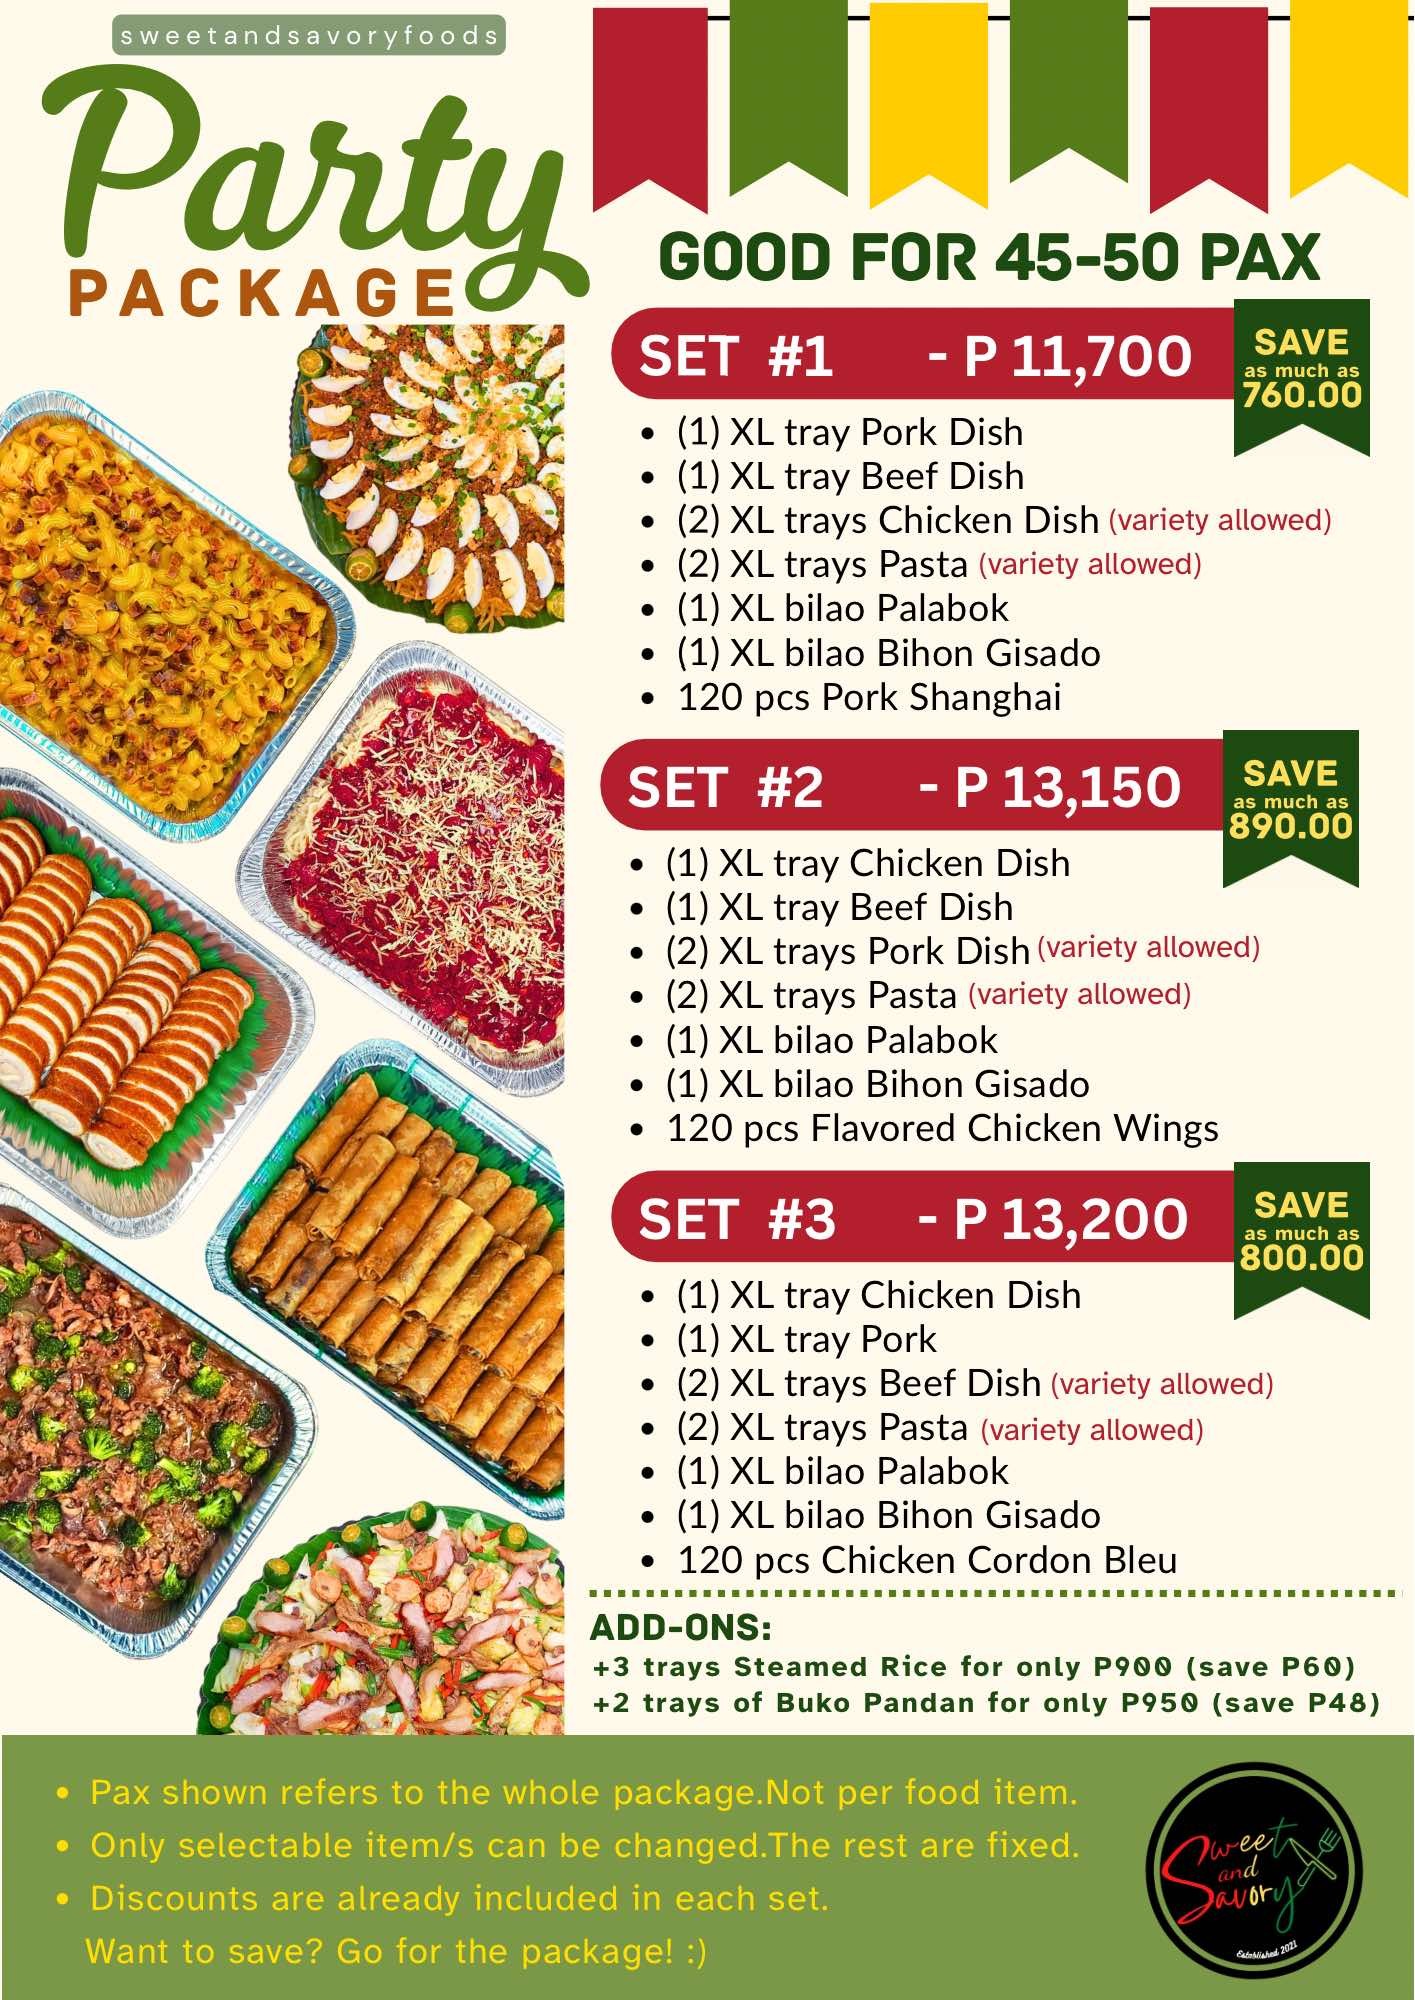 sweetandsavoryfoods
Party
PACKAGE
GOOD FOR 45-50 PAX
SET #1 - P 11,700
SAVE
as much as
760.00
• (1) XL tray Pork Dish
• (1) XL tray Beef Dish
• (2) XL trays Chicken Dish (variety allowed)
• (2) XL trays Pasta (variety allowed)
• (1) XL bilao Palabok
• (1) XL bilao Bihon Gisado
• 120 pcs Pork Shanghai
SET #2 - P 13,150
SAVE
as much as
890.00
• (1) XL tray Chicken Dish
• (1) XL tray Beef Dish
• (2) XL trays Pork Dish (variety allowed)
• (2) XL trays Pasta (variety allowed)
• (1) XL bilao Palabok
• (1) XL bilao Bihon Gisado
• 120 pcs Flavored Chicken Wings
SET #3 - P 13,200
SAVE
as much as
800.00
• (1) XL tray Chicken Dish
• (1) XL tray Pork
• (2) XL trays Beef Dish (variety allowed)
• (2) XL trays Pasta (variety allowed)
• (1) XL bilao Palabok
• (1) XL bilao Bihon Gisado
• 120 pcs Chicken Cordon Bleu
ADD-ONS:
+3 trays Steamed Rice for only P900 (save P60)
+2 trays of Buko Pandan for only P950 (save P48)
• Pax shown refers to the whole package.Not per food item.
• Only selectable item/s can be changed.The rest are fixed.
• Discounts are already included in each set.
Want to save? Go for the package! :)
Sweet
and
Savory
Established 2021